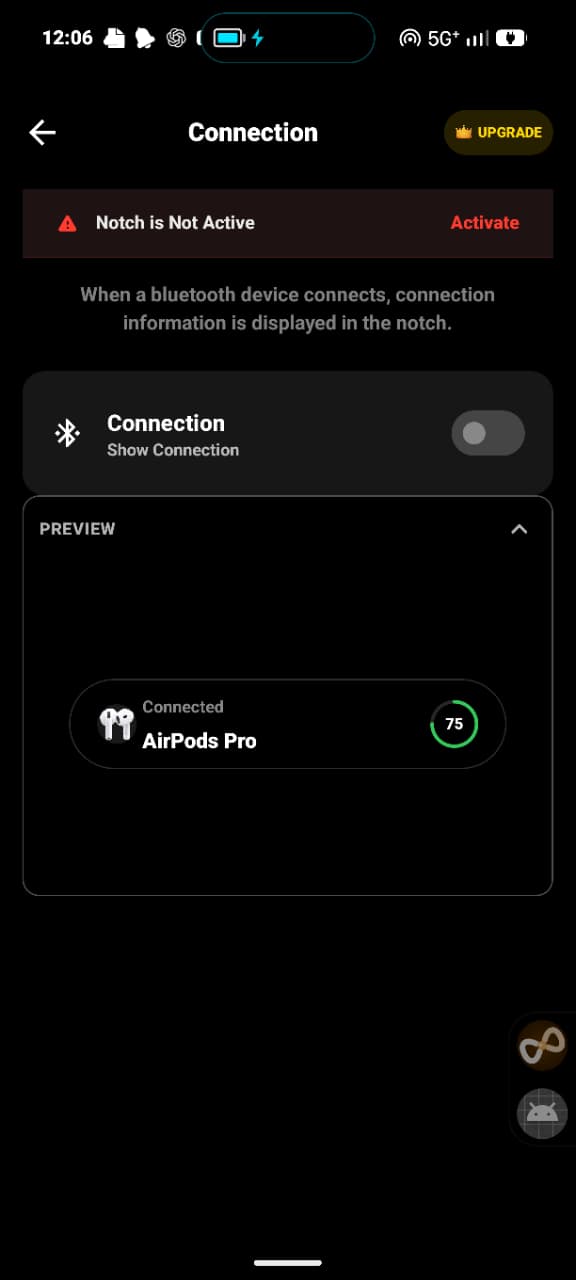 12:06
5G+
Connection
UPGRADE
Notch is Not Active
Activate
When a bluetooth device connects, connection
information is displayed in the notch.
Connection
Show Connection
PREVIEW
Connected
AirPods Pro
75